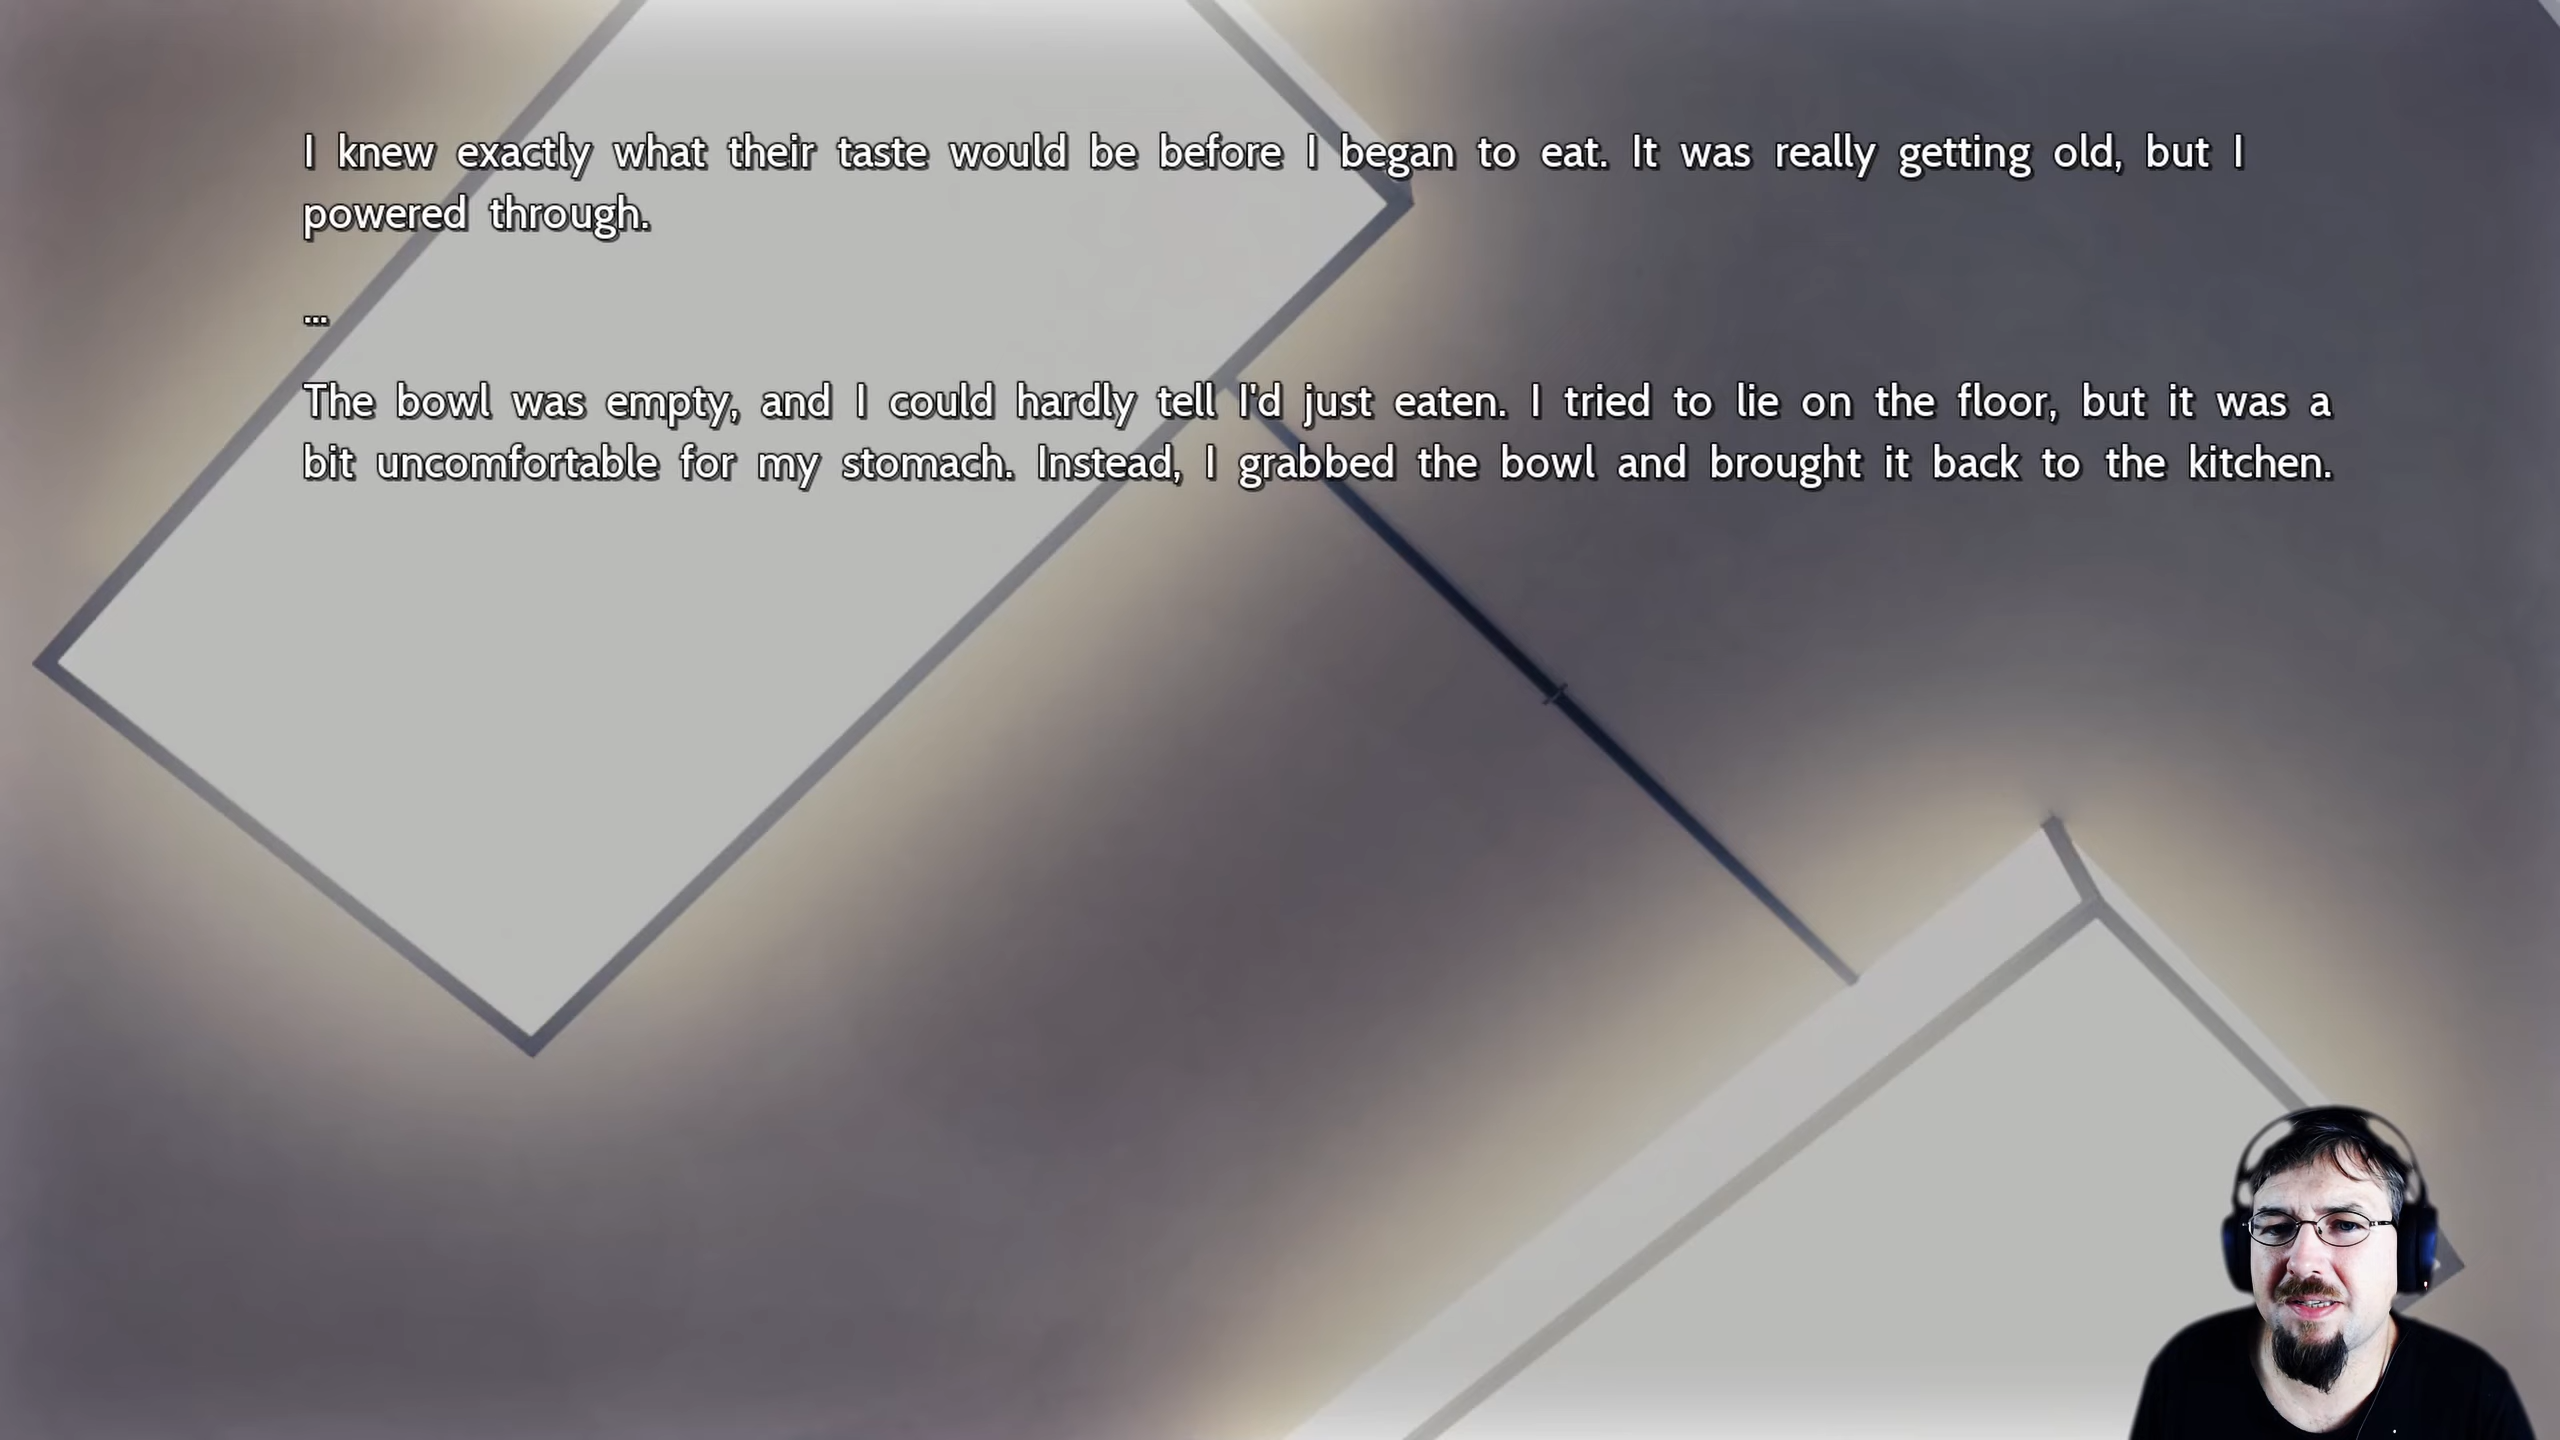 I knew exactly what their taste would be before I began to eat. It was really getting old, but I
powered through.
...
The bowl was empty, and I could hardly tell I'd just eaten. I tried to lie on the floor, but it was a
bit uncomfortable for my stomach. Instead, I grabbed the bowl and brought it back to the kitchen.